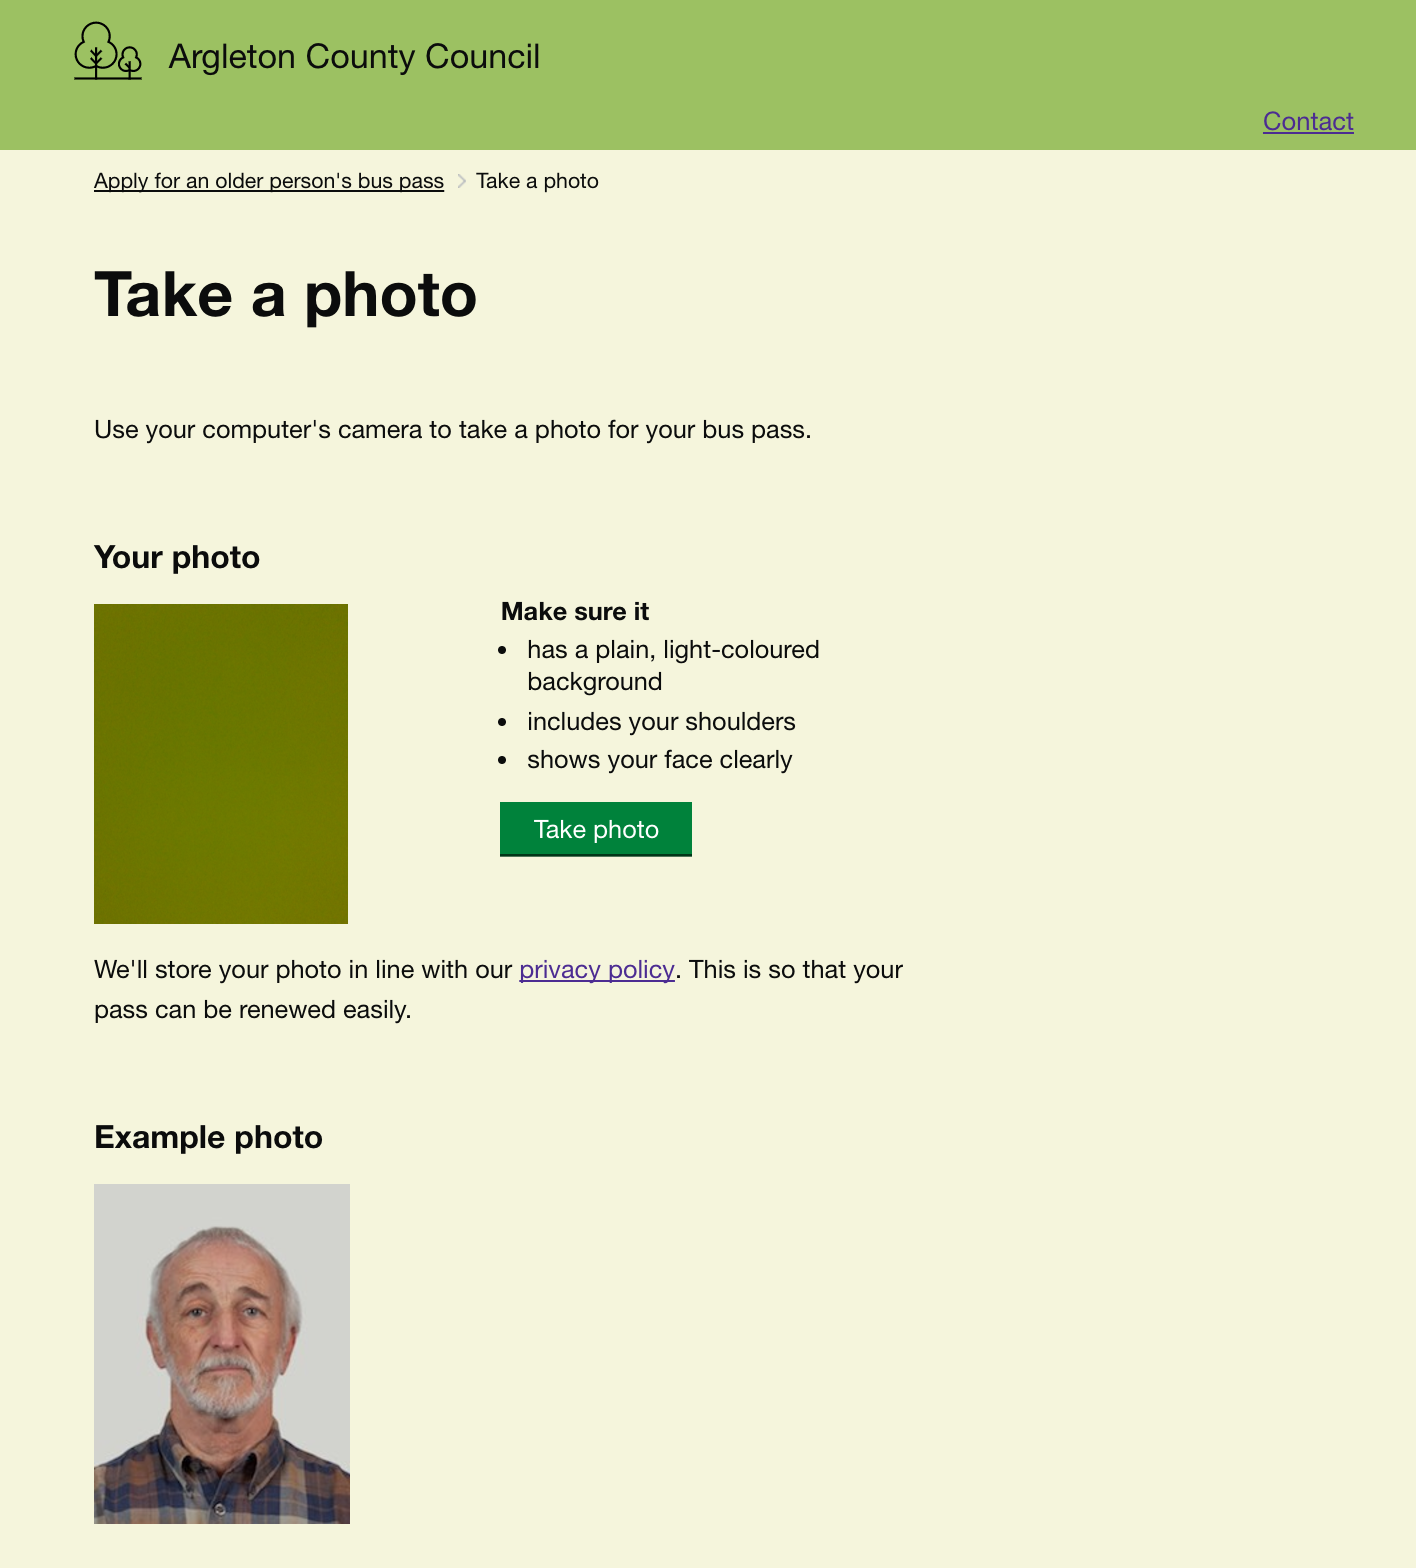 Argleton County Council
Contact
Apply for an older person's bus pass
Take a photo
Take a photo
Use your computer's camera to take a photo for your bus pass.
Your photo
Make sure it
has a plain, light-coloured
background
includes your shoulders
shows your face clearly
Take photo
We'll store your photo in line with our privacy policy. This is so that your
pass can be renewed easily.
Example photo